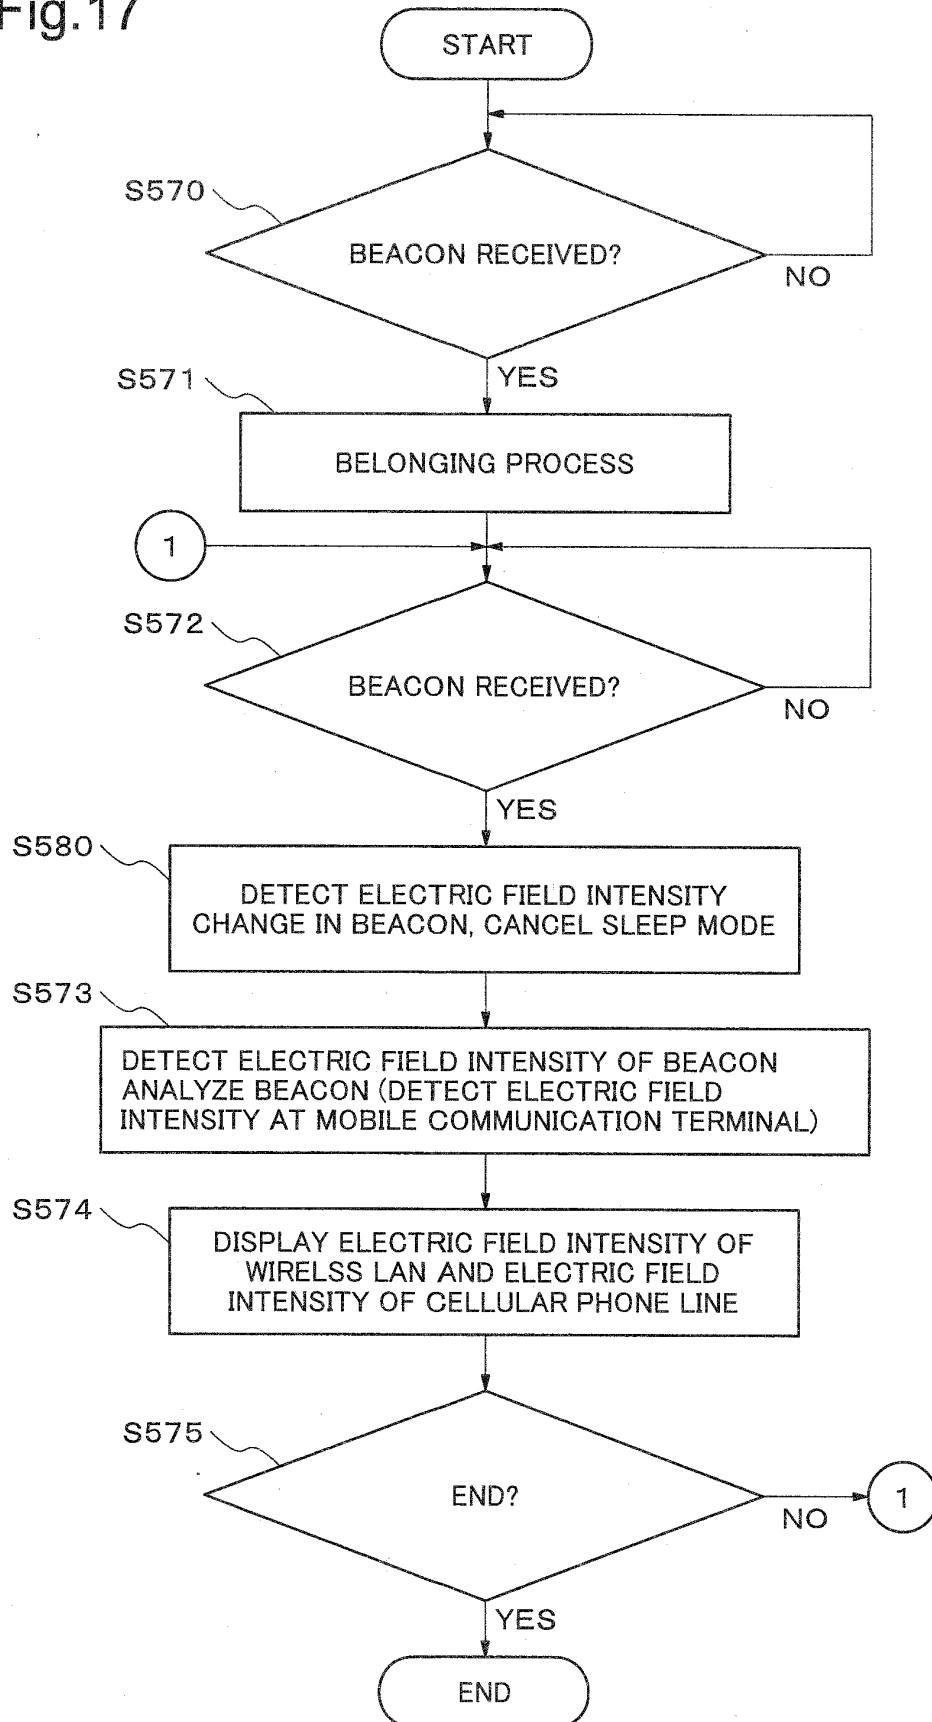 Fig.17
START
S570
BEACON RECEIVED?
NO
YES
S571
BELONGING PROCESS
1
S572
BEACON RECEIVED?
NO
YES
S580
DETECT ELECTRIC FIELD INTENSITY
CHANGE IN BEACON, CANCEL SLEEP MODE
S573
DETECT ELECTRIC FIELD INTENSITY OF BEACON
ANALYZE BEACON (DETECT ELECTRIC FIELD
INTENSITY AT MOBILE COMMUNICATION TERMINAL)
S574
DISPLAY ELECTRIC FIELD INTENSITY OF
WIRELSS LAN AND ELECTRIC FIELD
INTENSITY OF CELLULAR PHONE LINE
S575
END?
NO
1
YES
END